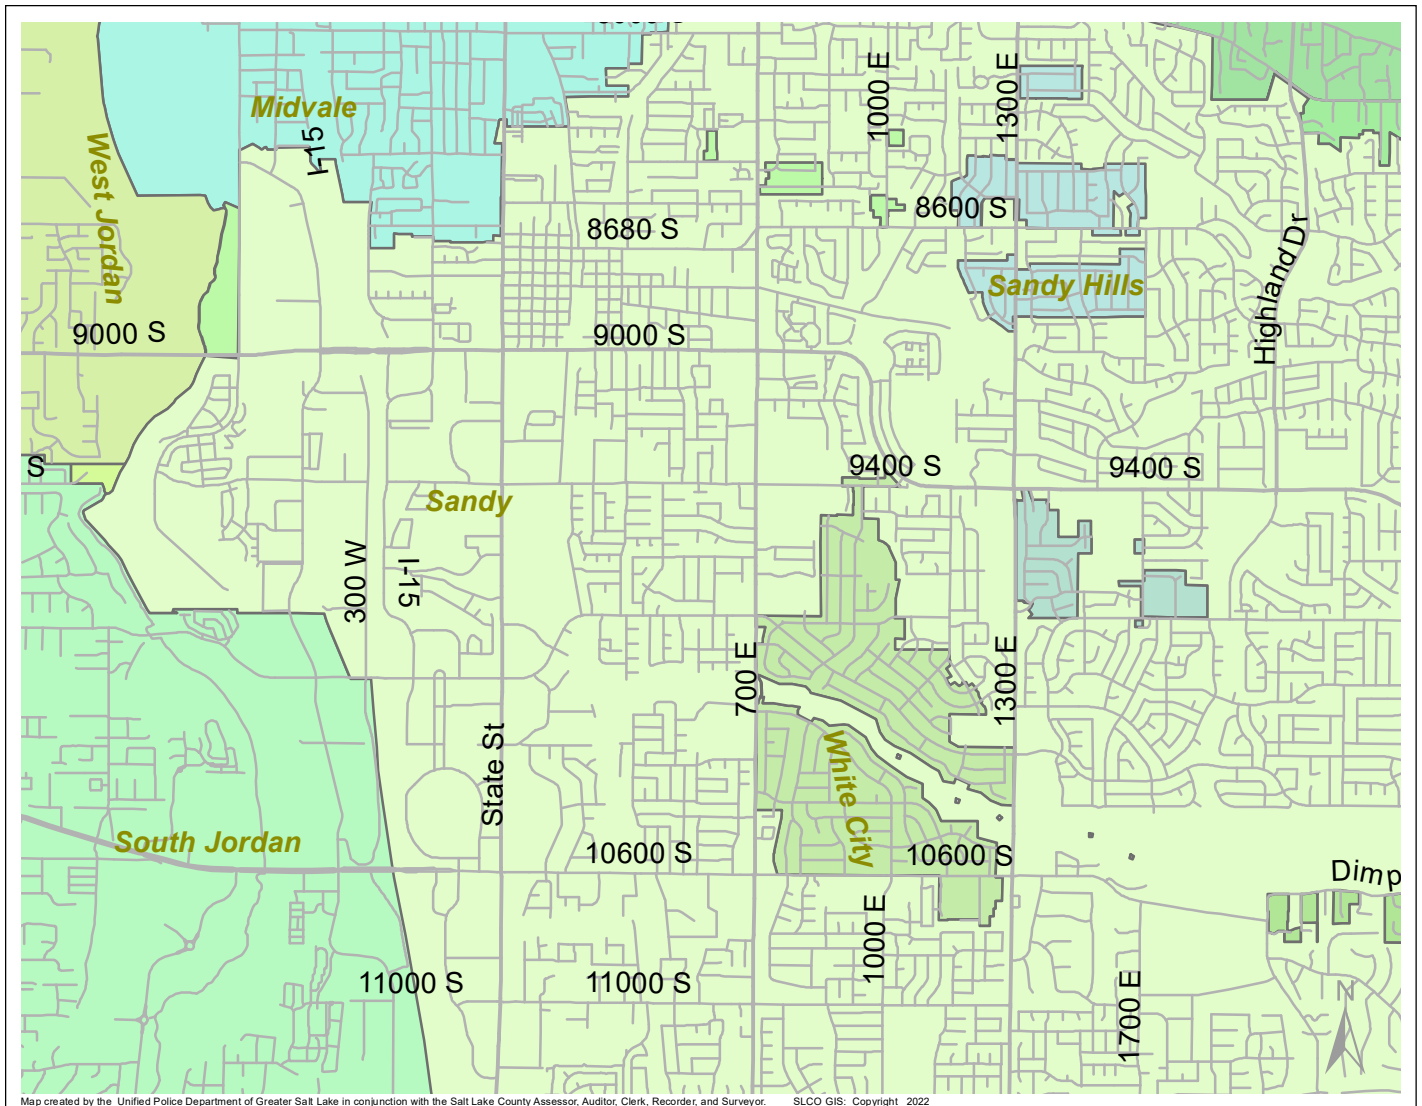 1000 E
1300 E
Midvale
I-15
West Jordan
8600 S
8680 S
Highland Dr
Sandy Hills
9000 S
9000 S
S
9400 S
9400 S
Sandy
300 W
I-15
700 E
1300 E
State St
White City
South Jordan
10600 S
10600 S
Dimp
1000 E
11000 S
11000 S
1700 E
N
Map created by the Unified Police Department of Greater Salt Lake in conjunction with the Salt Lake County Assessor, Auditor, Clerk, Recorder, and Surveyor. SLCO GIS: Copyright 2022